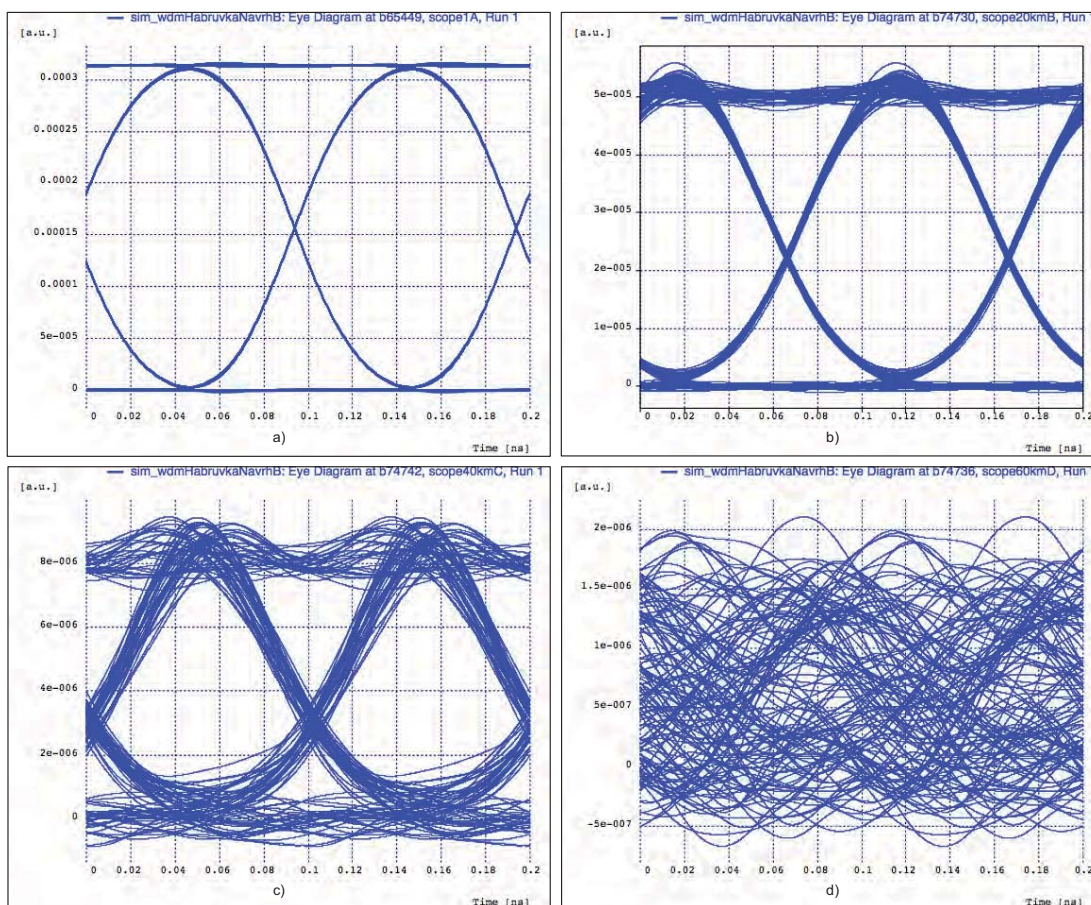 sim_wdmHabruvkaNavrhB: Eye Diagram at b65449, scope1A, Run 1
[a.u.]
0.0003
0.00025
0.0002
0.00015
0.0001
5e-005
0
0 0.02 0.04 0.06 0.08 0.1 0.12 0.14 0.16 0.18 0.2
a)
Time [ns]
sim_wdmHabruvkaNavrhB: Eye Diagram at b74730, scope20kmB, Run 1
[a.u.]
5e-005
4e-005
3e-005
2e-005
1e-005
0
0 0.02 0.04 0.06 0.08 0.1 0.12 0.14 0.16 0.18 0.2
b)
Time [ns]
sim_wdmHabruvkaNavrhB: Eye Diagram at b74742, scope40kmC, Run 1
[a.u.]
8e-006
6e-006
4e-006
2e-006
0
0 0.02 0.04 0.06 0.08 0.1 0.12 0.14 0.16 0.18 0.2
c)
Time [ns]
sim_wdmHabruvkaNavrhB: Eye Diagram at b74736, scope60kmD, Run 1
[a.u.]
2e-006
1.5e-006
1e-006
5e-007
0
-5e-007
0 0.02 0.04 0.06 0.08 0.1 0.12 0.14 0.16 0.18 0.2
d)
Time [ns]